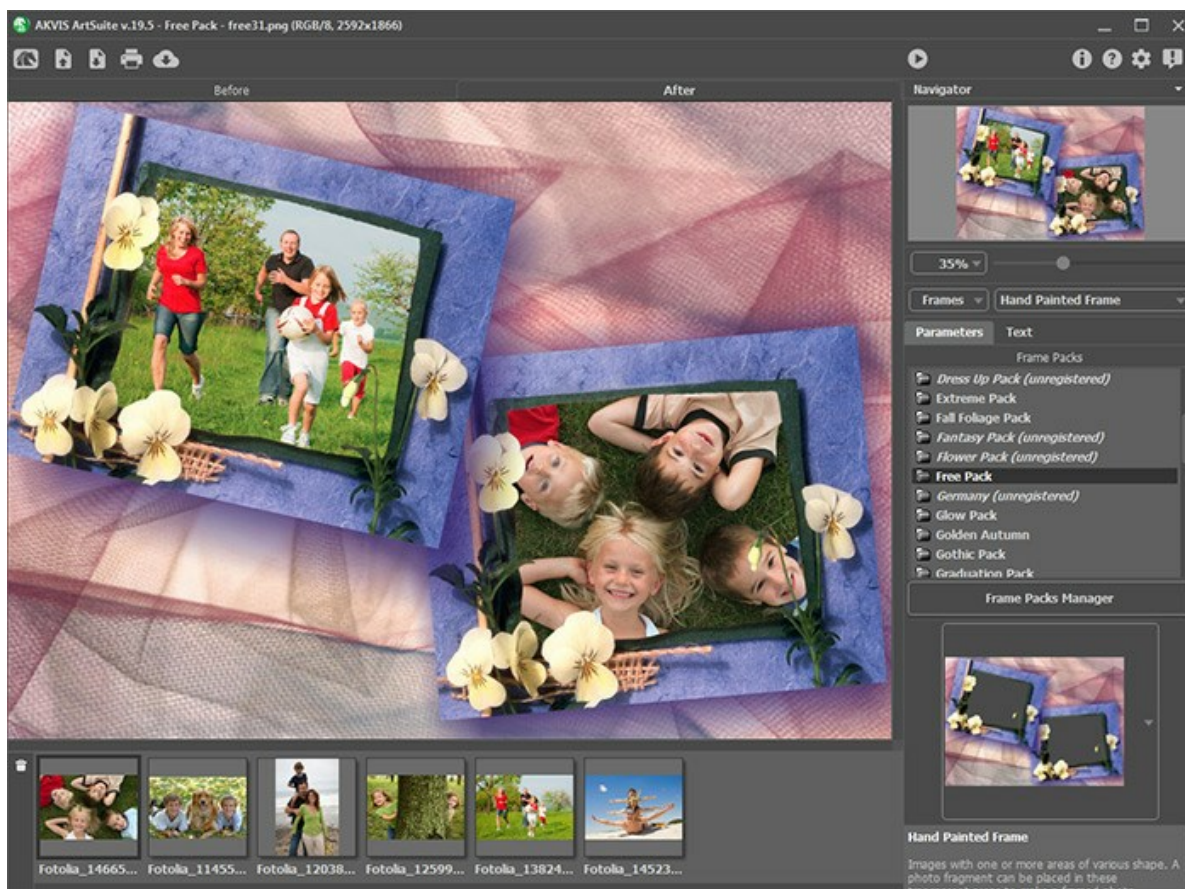 AKVIS ArtSuite v.19.5 - Free Pack - free31.png (RGB/8, 2592x1866)
Before
After
Navigator
35%
Frames
Hand Painted Frame
Parameters
Text
Frame Packs
Dress Up Pack (unregistered)
Extreme Pack
Fall Foliage Pack
Fantasy Pack (unregistered)
Flower Pack (unregistered)
Free Pack
Germany (unregistered)
Glow Pack
Golden Autumn
Gothic Pack
Graduation Pack
Frame Packs Manager
Fotolia_14665...
Fotolia_11455...
Fotolia_12038...
Fotolia_12599...
Fotolia_13824...
Fotolia_14523...
Hand Painted Frame
Images with one or more areas of various shape. A
photo fragment can be placed in these